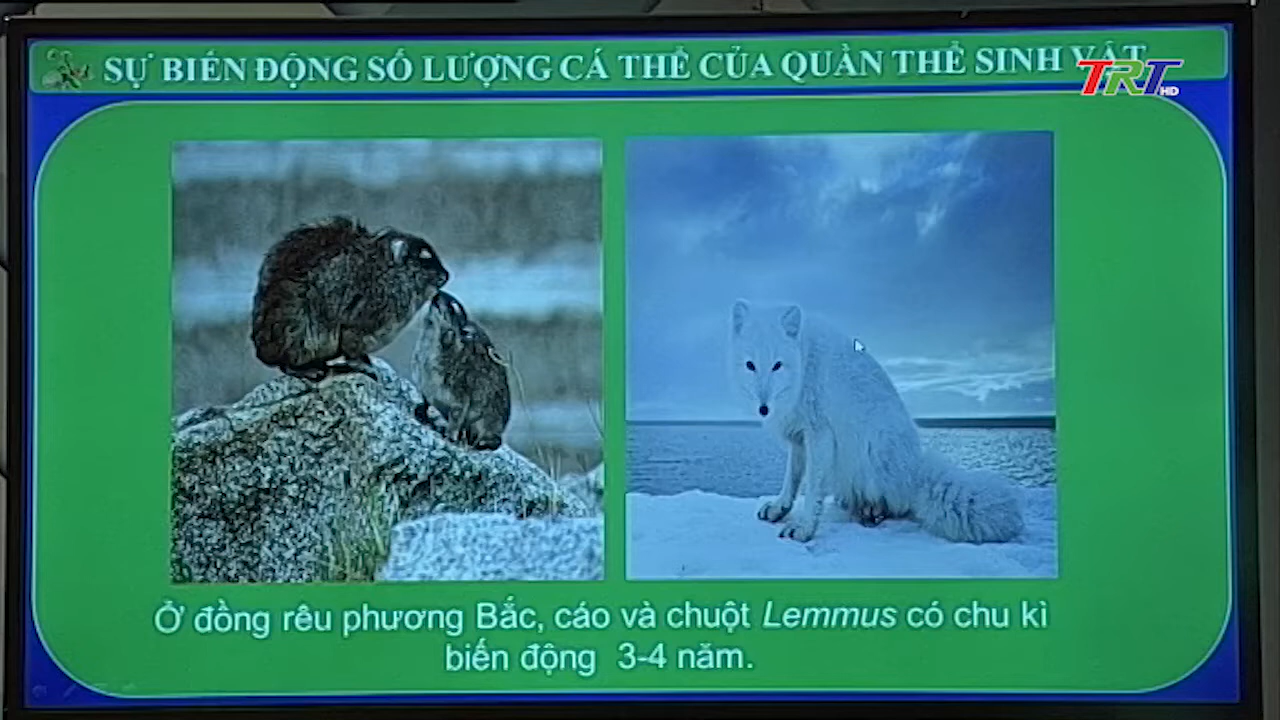 SỰ BIẾN ĐỘNG SỐ LƯỢNG CÁ THỂ CỦA QUẦN THỂ SINH VẬT
TRT HD
Ở đồng rêu phương Bắc, cáo và chuột Lemmus có chu kì
biến động 3-4 năm.